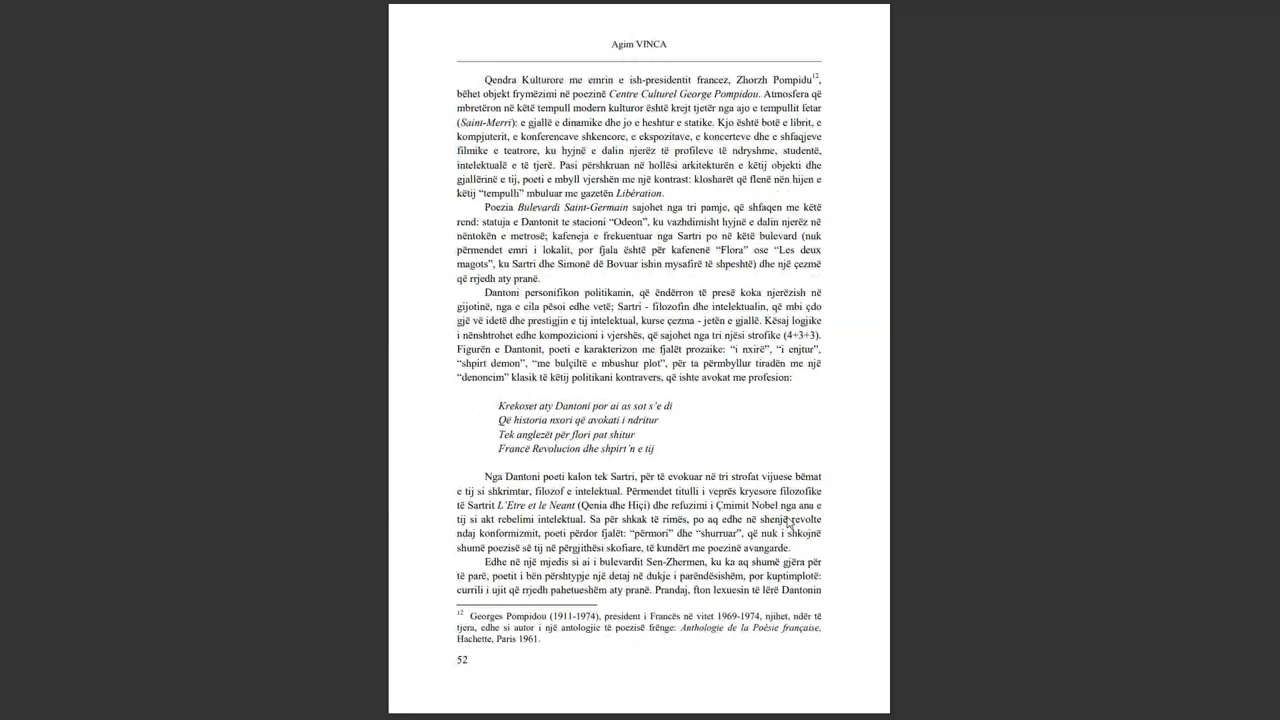 Agim VINCA
Qendra Kulturore me emrin e ish-presidentit francez, Zhorzh Pompidu12,
bëhet objekt frymëzimi në poezinë Centre Culturel George Pompidou. Atmosfera që
mbretëron në këtë tempull modern kulturor është krejt tjetër nga ajo e tempullit fetar
(Saint-Merri): e gjallë e dinamike dhe jo e heshtur e statike. Kjo është botë e librit, e
kompjuterit, e konferencave shkencore, e ekspozitave, e koncerteve dhe e shfaqjeve
filmike e teatrore, ku hyjnë e dalin njerëz të profileve të ndryshme, studentë,
intelektualë e të tjerë. Pasi përshkruan në hollësi arkitekturën e këtij objekti dhe
gjallërinë e tij, poeti e mbyll vjershën me një kontrast: klosharët që flenë nën hijen e
këtij “tempulli” mbuluar me gazetën Libération.
Poezia Bulevardi Saint-Germain sajohet nga tri pamje, që shfaqen me këtë
rend: statuja e Dantonit te stacioni “Odeon”, ku vazhdimisht hyjnë e dalin njerëz në
nëntokën e metrosë; kafeneja e frekuentuar nga Sartri po në këtë bulevard (nuk
përmendet emri i lokalit, por fjala është për kafenenë “Flora” ose “Les deux
magots”, ku Sartri dhe Simonë dë Bovuar ishin mysafirë të shpeshtë) dhe një çezmë
që rrjedh aty pranë.
Dantoni personifikon politikanin, që ëndërron të presë koka njerëzish në
gijotinë, nga e cila pësoi edhe vetë; Sartri - filozofin dhe intelektualin, që mbi çdo
gjë vë idetë dhe prestigjin e tij intelektual, kurse çezma - jetën e gjallë. Kësaj logjike
i nënshtrohet edhe kompozicioni i vjershës, që sajohet nga tri njësi strofike (4+3+3).
Figurën e Dantonit, poeti e karakterizon me fjalët prozaike: “i nxirë”, “i enjtur”,
“shpirt demon”, “me bulçiltë e mbushur plot”, për ta përmbyllur tiradën me një
“denoncim” klasik të këtij politikani kontravers, që ishte avokat me profesion:
Krekoset aty Dantoni por ai as sot s’e di
Që historia nxori që avokati i ndritur
Tek anglezët për flori pat shitur
Francë Revolucion dhe shpirt’n e tij
Nga Dantoni poeti kalon tek Sartri, për të evokuar në tri strofat vijuese bëmat
e tij si shkrimtar, filozof e intelektual. Përmendet titulli i veprës kryesore filozofike
të Sartrit L’Etre et le Neant (Qenia dhe Hiçi) dhe refuzimi i Çmimit Nobel nga ana e
tij si akt rebelimi intelektual. Sa për shkak të rimës, po aq edhe në shenjë revolte
ndaj konformizmit, poeti përdor fjalët: “përmori” dhe “shurruar”, që nuk i shkojnë
shumë poezisë së tij në përgjithësi skofiare, të kundërt me poezinë avangarde.
Edhe në një mjedis si ai i bulevardit Sen-Zhermen, ku ka aq shumë gjëra për
të parë, poetit i bën përshtypje një detaj në dukje i parëndësishëm, por kuptimplotë:
currili i ujit që rrjedh pahetueshëm aty pranë. Prandaj, fton lexuesin të lërë Dantonin
12 Georges Pompidou (1911-1974), president i Francës në vitet 1969-1974, njihet, ndër të
tjera, edhe si autor i një antologjie të poezisë frënge: Anthologie de la Poésie française,
Hachette, Paris 1961.
52